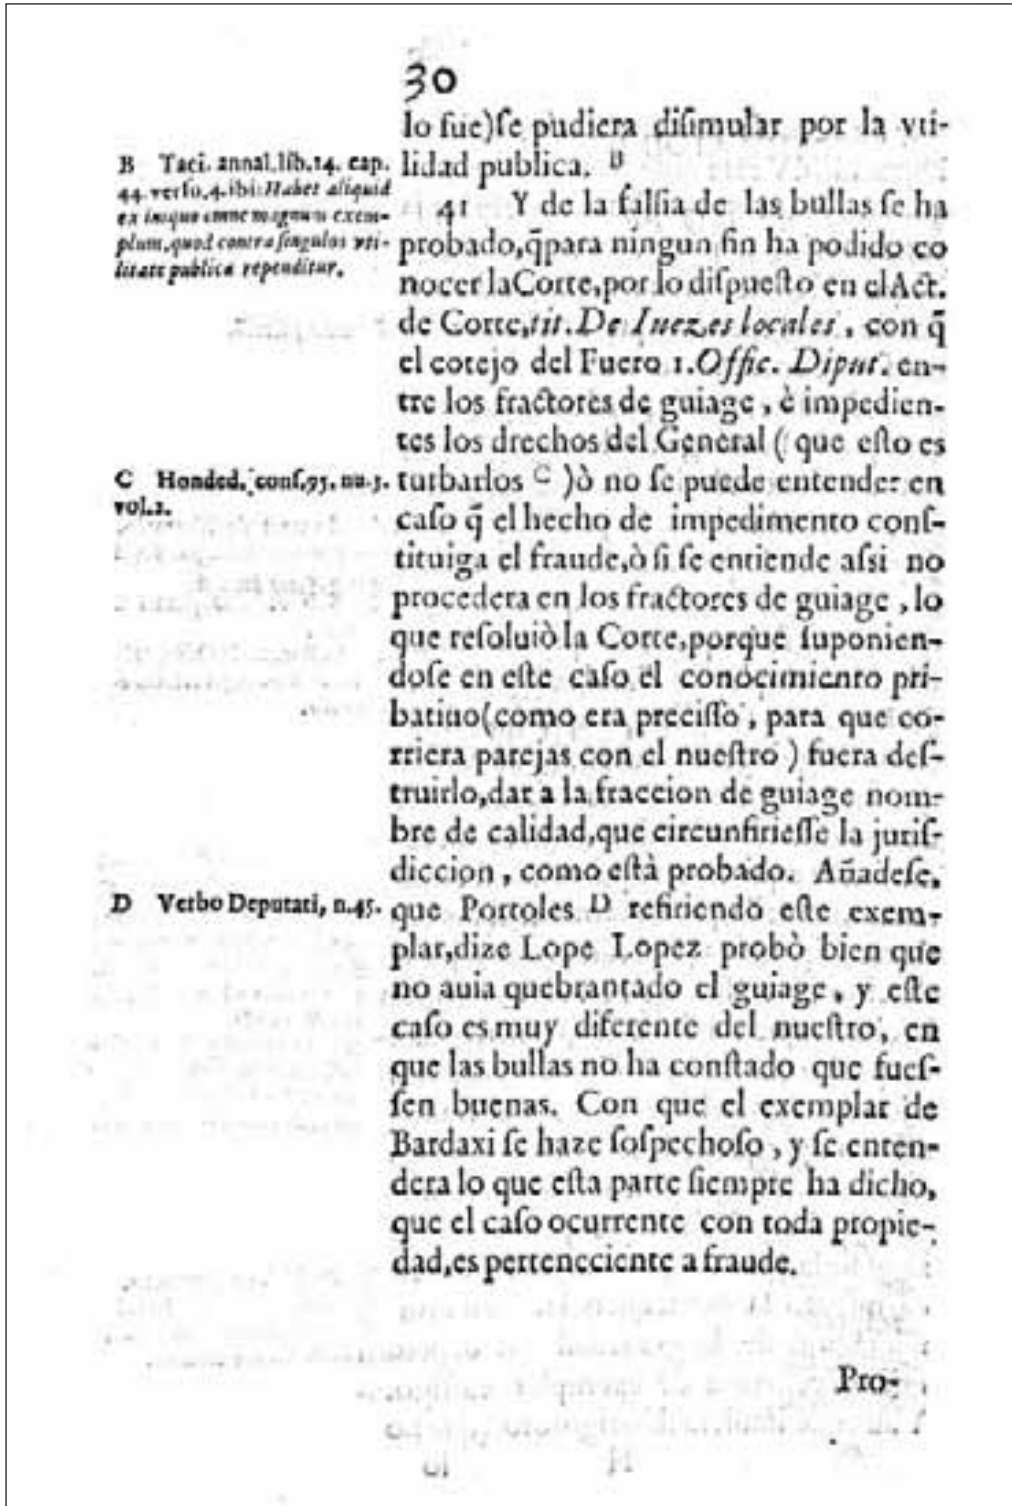 30
lo fue)ſe pudiera diſimular por la vti-
lidad publica. B
41 Y de la falſia de las bullas ſe ha
probado,q̃para ningun fin ha podido co
nocer laCorte,por lo diſpueſto en elAct.
de Corte,tit.De Iuezes locales, con q̃
el cotejo del Fuero 1.Offic. Diput. en-
tre los fractores de guiage, è impedien-
tes los drechos del General ( que eſto es
turbarlos C )ò no ſe puede entender en
caſo q̃ el hecho de impedimento conſ-
tituiga el fraude,ò ſi ſe entiende aſsi no
procedera en los fractores de guiage, lo
que reſoluiò la Corte,porque ſuponien-
doſe en eſte caſo el conocimiento pri-
batiuo(como era preciſſo, para que co-
rriera parejas con el nueſtro ) fuera deſ-
truirlo,dar a la fraccion de guiage nom-
bre de calidad,que circunfirieſſe la juriſ-
diccion, como eſtà probado. Añadeſe,
que Portoles D refiriendo eſte exem-
plar,dize Lope Lopez probò bien que
no auia quebrantado el guiage, y eſte
caſo es muy diferente del nueſtro, en
que las bullas no ha conſtado que fueſ-
ſen buenas. Con que el exemplar de
Bardaxi ſe haze ſoſpechoſo, y ſe enten-
dera lo que eſta parte ſiempre ha dicho,
que el caſo ocurrente con toda propie-
dad,es perteneciente a fraude.
Pro-
B Taci. annal.lib.14. cap.
44.verſo.4.ibi:Habet aliquid
ex iniquo omne magnum exem-
plum,quod contra ſingulos vti-
litate publica rependitur.
C Honded. conſ.95. nu.3.
vol.2.
D Verbo Deputati, n.45.